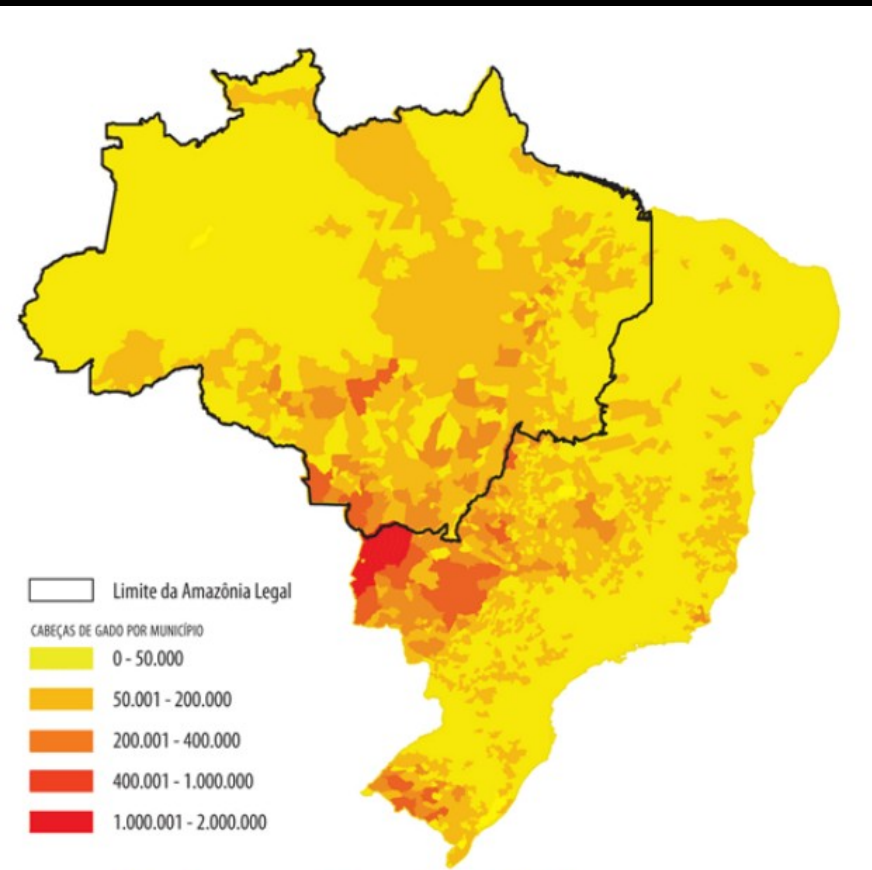 Limite da Amazônia Legal
CABEÇAS DE GADO POR MUNICÍPIO
0 - 50.000
50.001 - 200.000
200.001 - 400.000
400.001 - 1.000.000
1.000.001 - 2.000.000